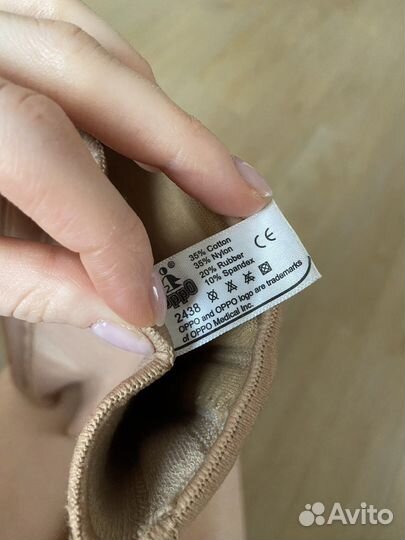 OPPO
2438
35% Cotton
35% Nylon
20% Rubber
10% Spandex
CE
OPPO and OPPO logo are trademarks
of OPPO Medical Inc.
Avito